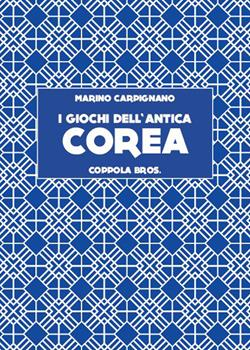 MARINO CARPIGNANO
I GIOCHI DELL'ANTICA
COREA
COPPOLA BROS.